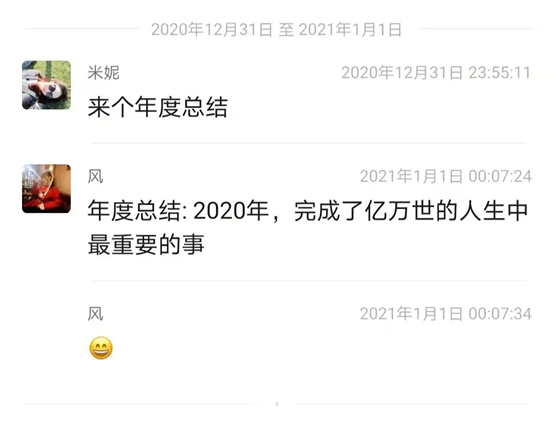 2020年12月31日 至 2021年1月1日
米妮
2020年12月31日 23:55:11
来个年度总结
风
2021年1月1日 00:07:24
年度总结: 2020年，完成了亿万世的人生中
最重要的事
风
2021年1月1日 00:07:34
😄